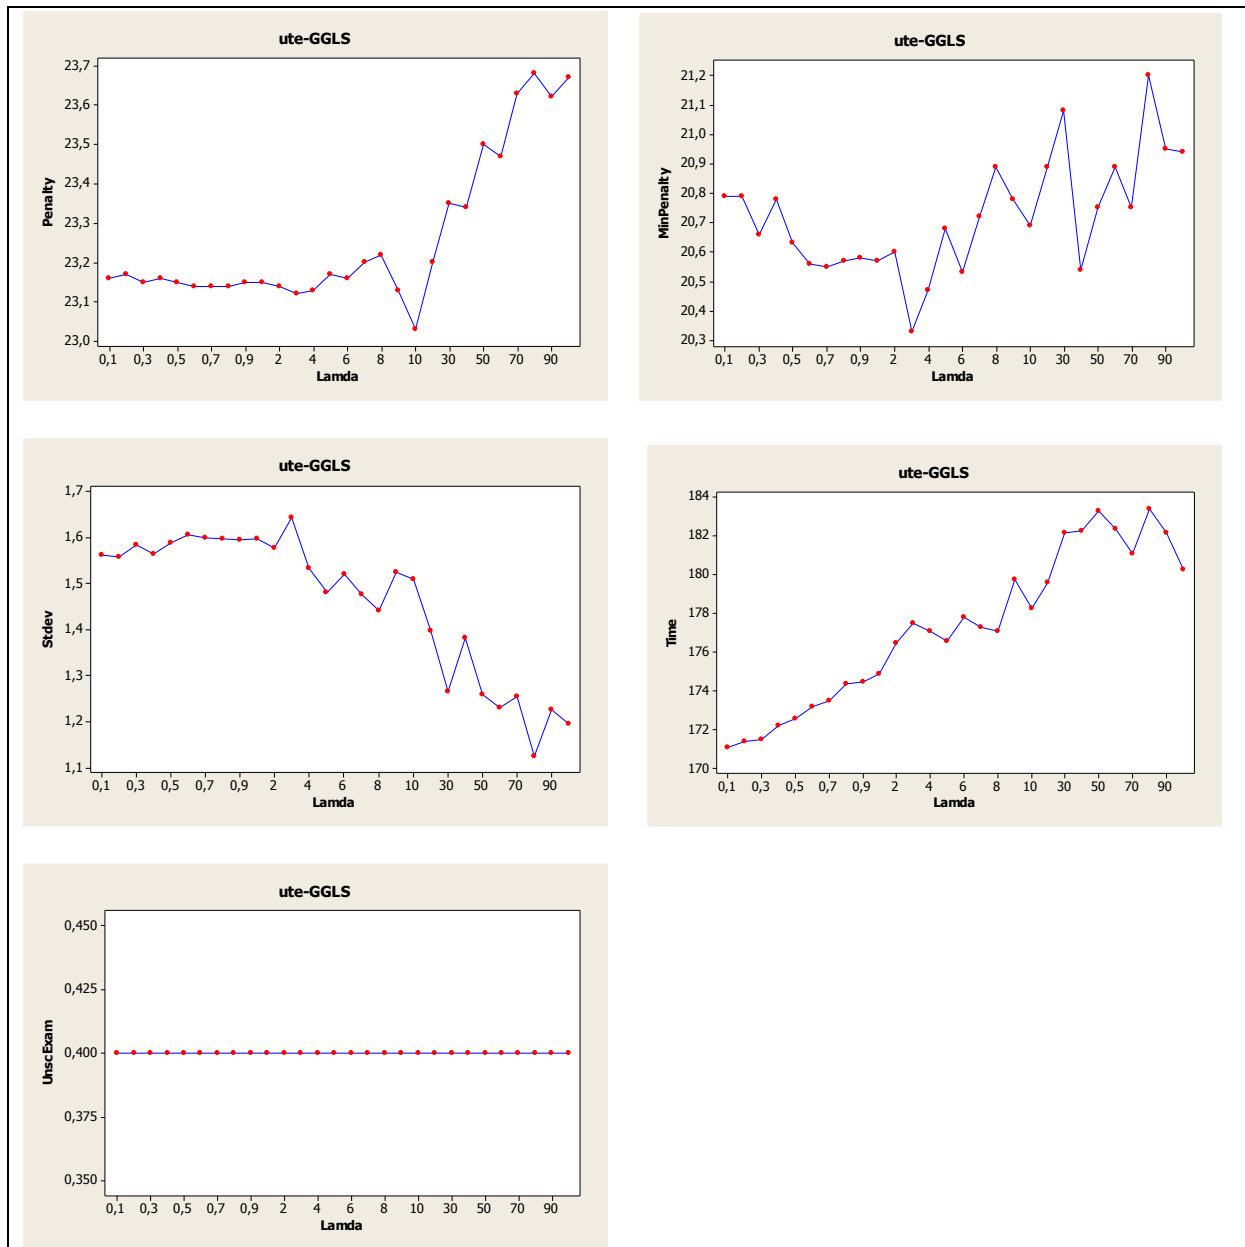 ute-GGLS
23,7
23,6
23,5
23,4
23,3
23,2
23,1
23,0
Penalty
0,1 0,3 0,5 0,7 0,9 2 4 6 8 10 30 50 70 90
Lamda
ute-GGLS
21,2
21,1
21,0
20,9
20,8
20,7
20,6
20,5
20,4
20,3
MinPenalty
0,1 0,3 0,5 0,7 0,9 2 4 6 8 10 30 50 70 90
Lamda
ute-GGLS
1,7
1,6
1,5
1,4
1,3
1,2
1,1
Stdev
0,1 0,3 0,5 0,7 0,9 2 4 6 8 10 30 50 70 90
Lamda
ute-GGLS
184
182
180
178
176
174
172
170
Time
0,1 0,3 0,5 0,7 0,9 2 4 6 8 10 30 50 70 90
Lamda
ute-GGLS
0,450
0,425
0,400
0,375
0,350
UnscExam
0,1 0,3 0,5 0,7 0,9 2 4 6 8 10 30 50 70 90
Lamda